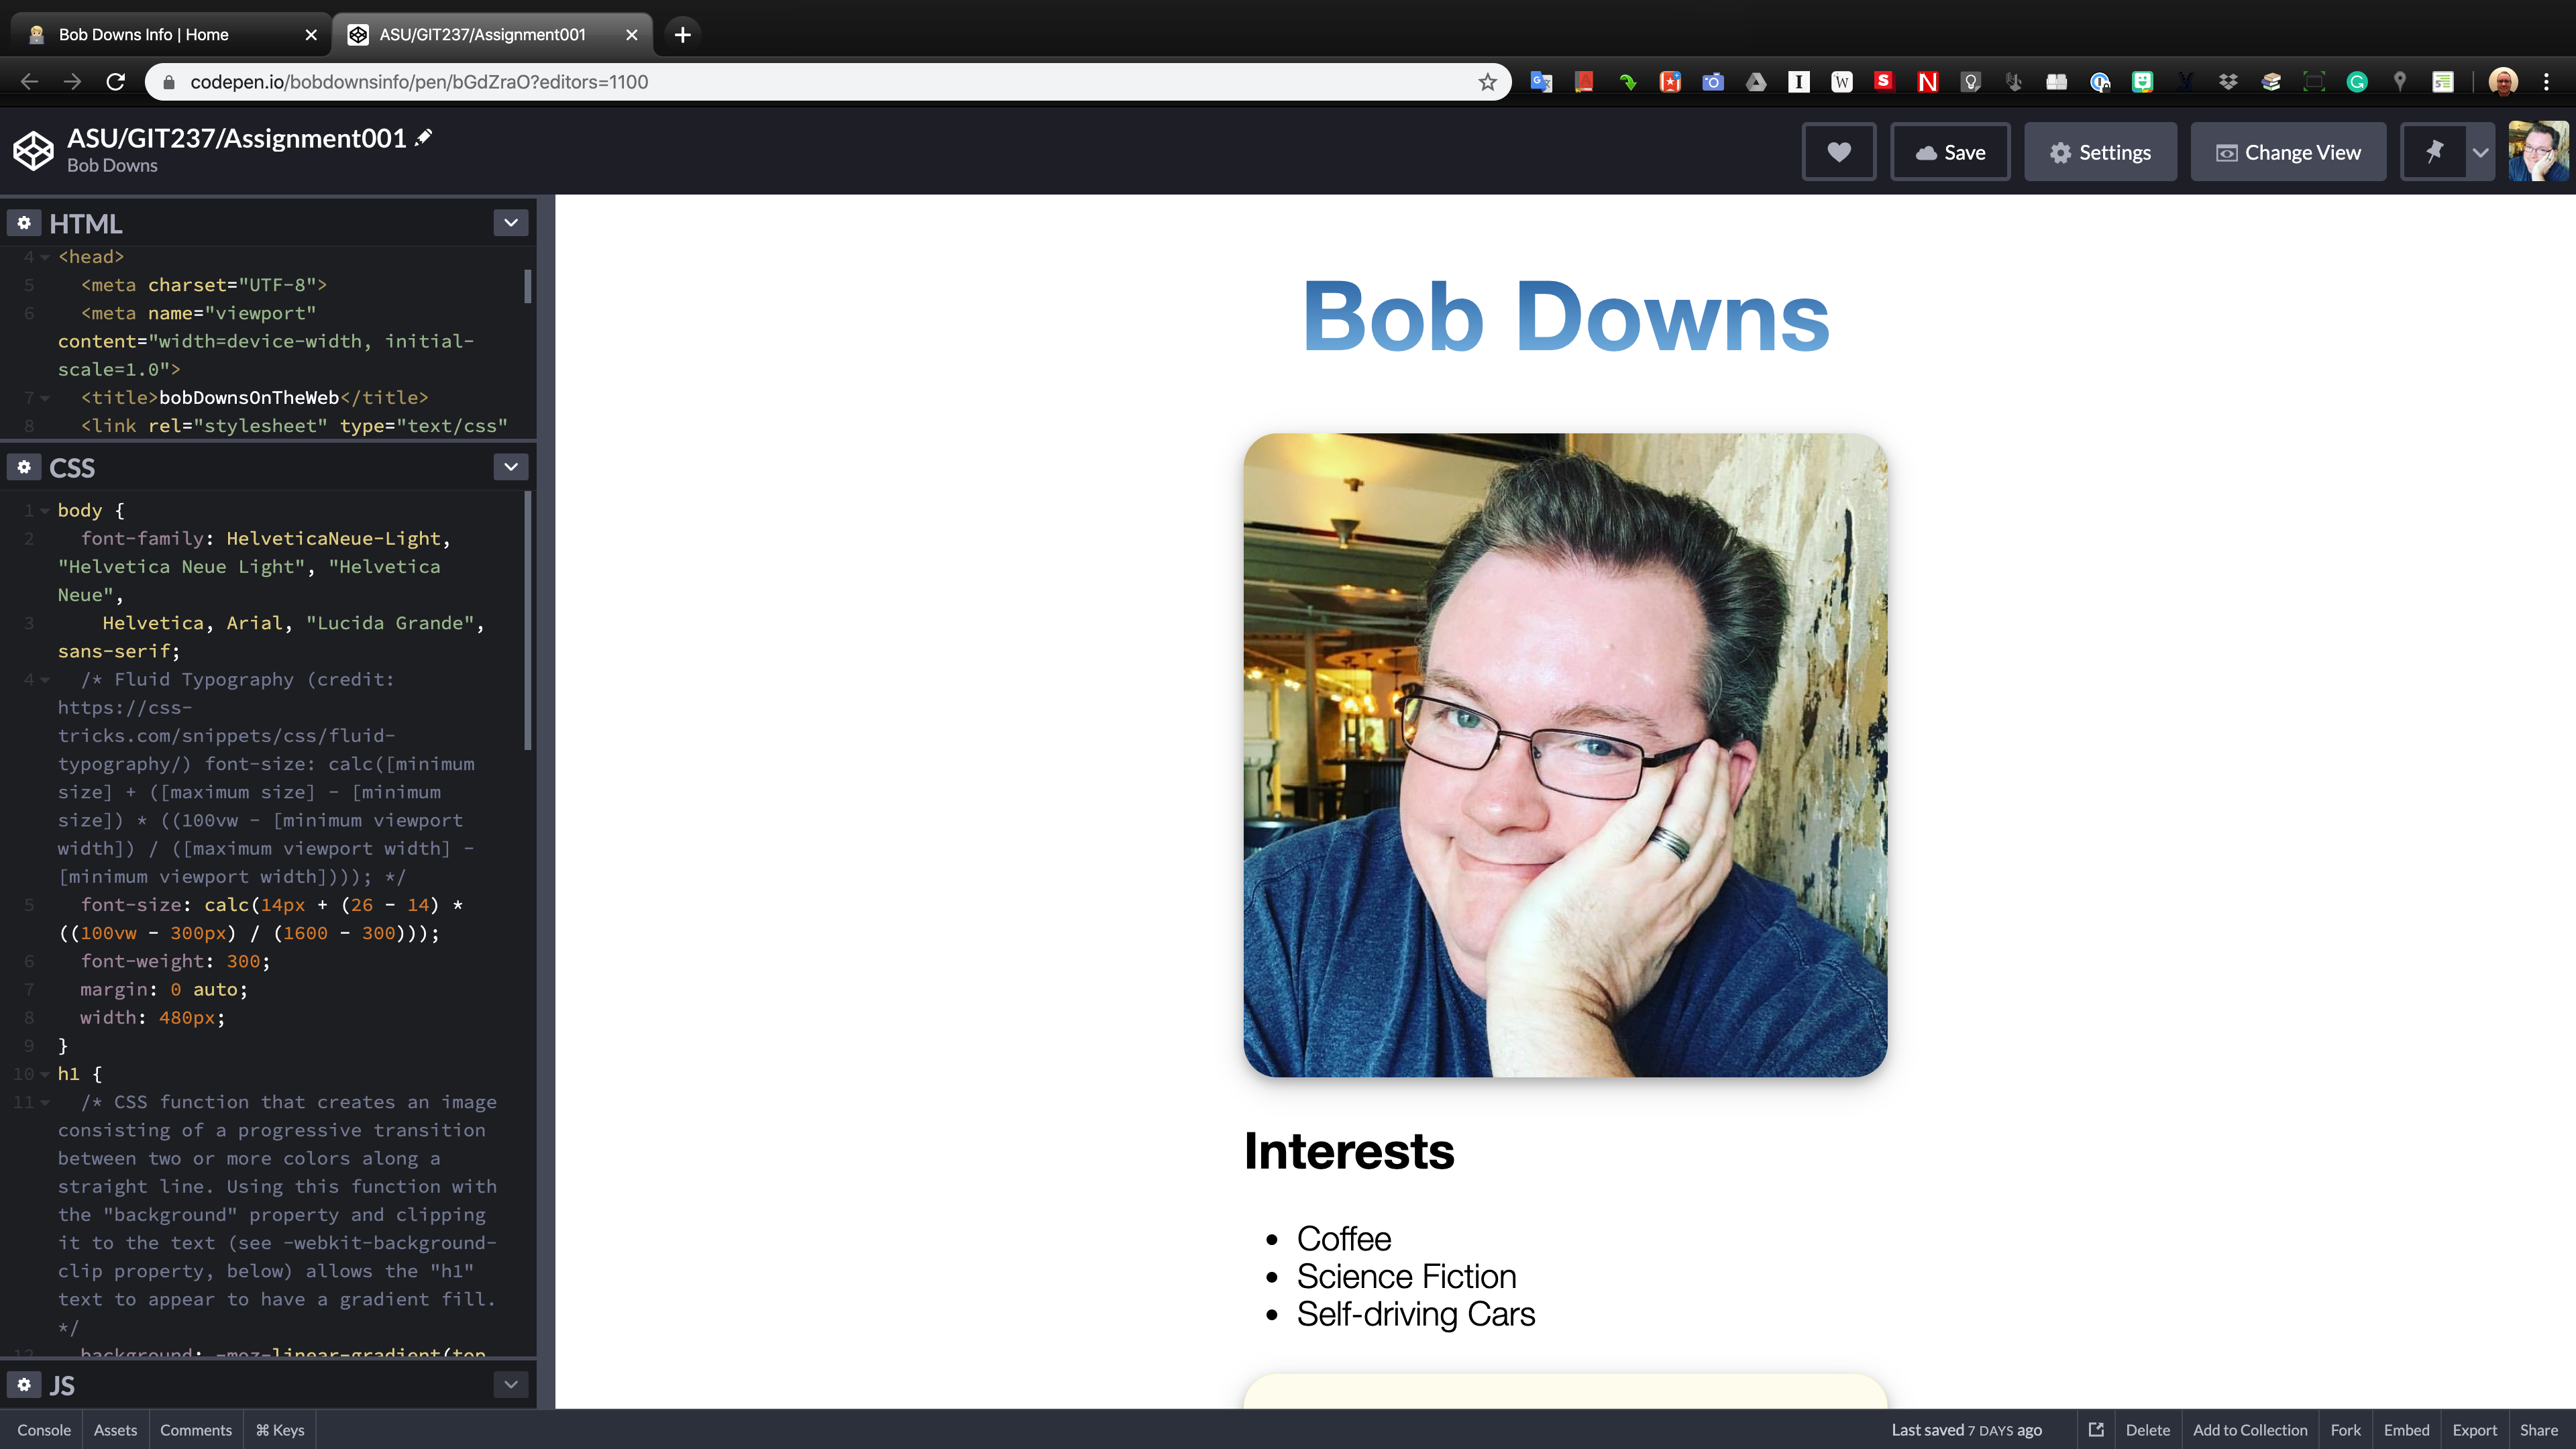 Bob Downs Info | Home
ASU/GIT237/Assignment001
codepen.io/bobdownsinfo/pen/bGdZraO?editors=1100
ASU/GIT237/Assignment001
Bob Downs
Save
Settings
Change View
HTML
4 <head>
5 <meta charset="UTF-8">
6 <meta name="viewport"
content="width=device-width, initial-
scale=1.0">
7 <title>bobDownsOnTheWeb</title>
8 <link rel="stylesheet" type="text/css"
CSS
1 body {
2 font-family: HelveticaNeue-Light,
"Helvetica Neue Light", "Helvetica
Neue",
3 Helvetica, Arial, "Lucida Grande",
sans-serif;
4 /* Fluid Typography (credit:
https://css-
tricks.com/snippets/css/fluid-
typography/) font-size: calc([minimum
size] + ([maximum size] - [minimum
size]) * ((100vw - [minimum viewport
width]) / ([maximum viewport width] -
[minimum viewport width]))); */
5 font-size: calc(14px + (26 - 14) *
((100vw - 300px) / (1600 - 300)));
6 font-weight: 300;
7 margin: 0 auto;
8 width: 480px;
9 }
10 h1 {
11 /* CSS function that creates an image
consisting of a progressive transition
between two or more colors along a
straight line. Using this function with
the "background" property and clipping
it to the text (see -webkit-background-
clip property, below) allows the "h1"
text to appear to have a gradient fill.
*/
12 background: -moz-linear-gradient(top,
JS
Bob Downs
Interests
• Coffee
• Science Fiction
• Self-driving Cars
Console
Assets
Comments
⌘ Keys
Last saved 7 DAYS ago
Delete
Add to Collection
Fork
Embed
Export
Share